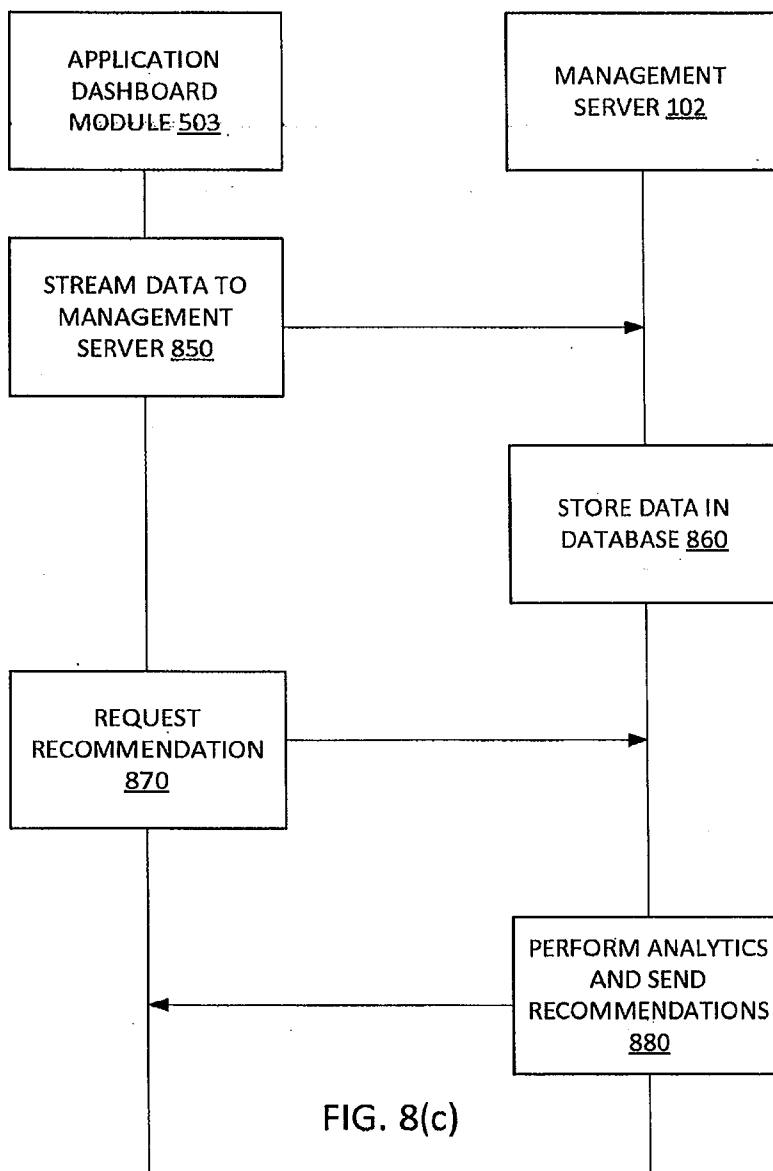 APPLICATION
DASHBOARD
MODULE 503
MANAGEMENT
SERVER 102
STREAM DATA TO
MANAGEMENT
SERVER 850
STORE DATA IN
DATABASE 860
REQUEST
RECOMMENDATION
870
PERFORM ANALYTICS
AND SEND
RECOMMENDATIONS
880
FIG. 8(c)